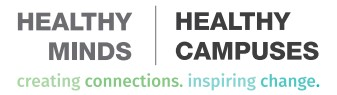 HEALTHY MINDS
HEALTHY CAMPUSES
creating connections. inspiring change.